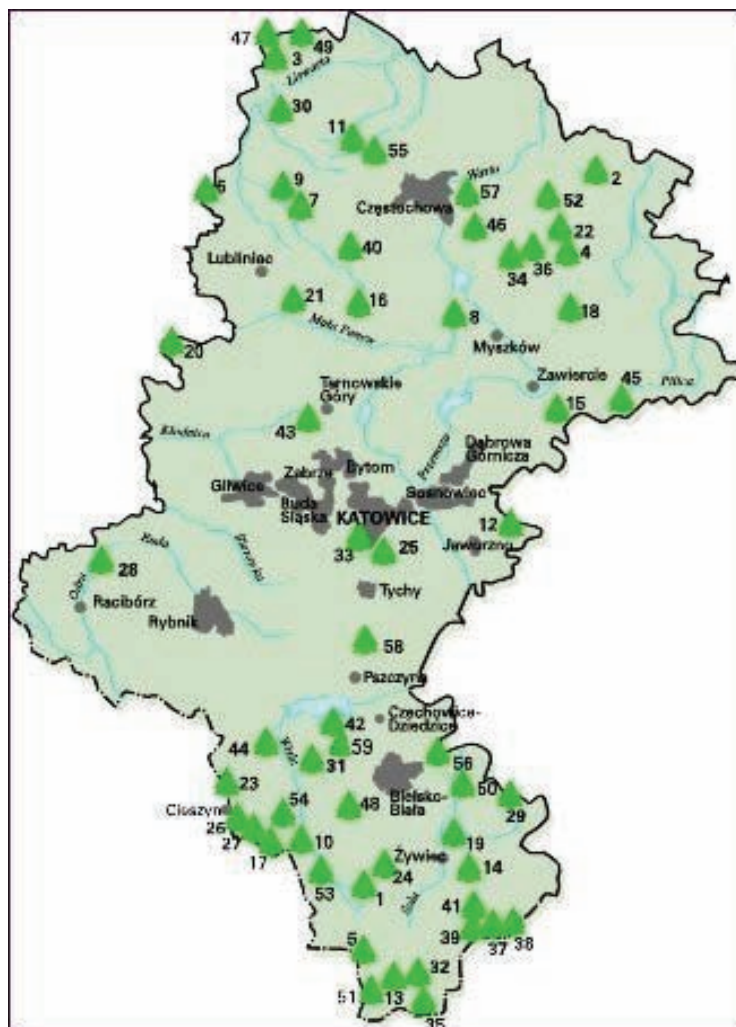 47
49
3
Liswarta
30
11
55
9
6
7
Warta
57
2
52
Częstochowa
46
22
40
34
36
4
Lubliniec
21
16
8
18
Mała Panew
Myszków
20
Zawiercie
45
Pilica
Tarnowskie
Góry
15
43
Kłodnica
Przemsza
Dąbrowa
Górnicza
Zabrze
Bytom
Gliwice
Sosnowiec
Ruda
Śląska
KATOWICE
12
33
25
Jaworzno
Ruda
28
Odra
Tychy
Racibórz
Rybnik
58
Pszczyna
42
Czechowice-
Dziedzice
44
59
Wisła
31
56
23
50
Bielsko-
Biała
29
Cieszyn
54
48
26
27
19
17
10
Żywiec
14
24
53
1
Soła
41
39
37
38
5
32
51
13
35